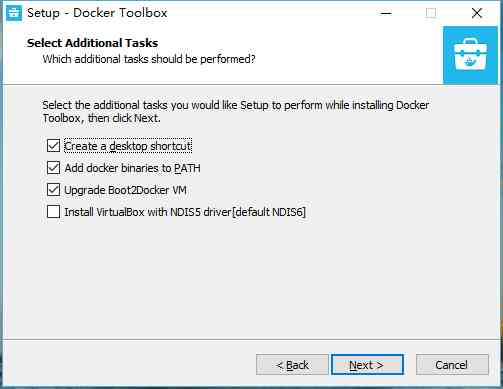 Setup - Docker Toolbox
Select Additional Tasks
Which additional tasks should be performed?
Select the additional tasks you would like Setup to perform while installing Docker
Toolbox, then click Next.
Create a desktop shortcut
Add docker binaries to PATH
Upgrade Boot2Docker VM
Install VirtualBox with NDIS5 driver[default NDIS6]
< Back
Next >
Cancel